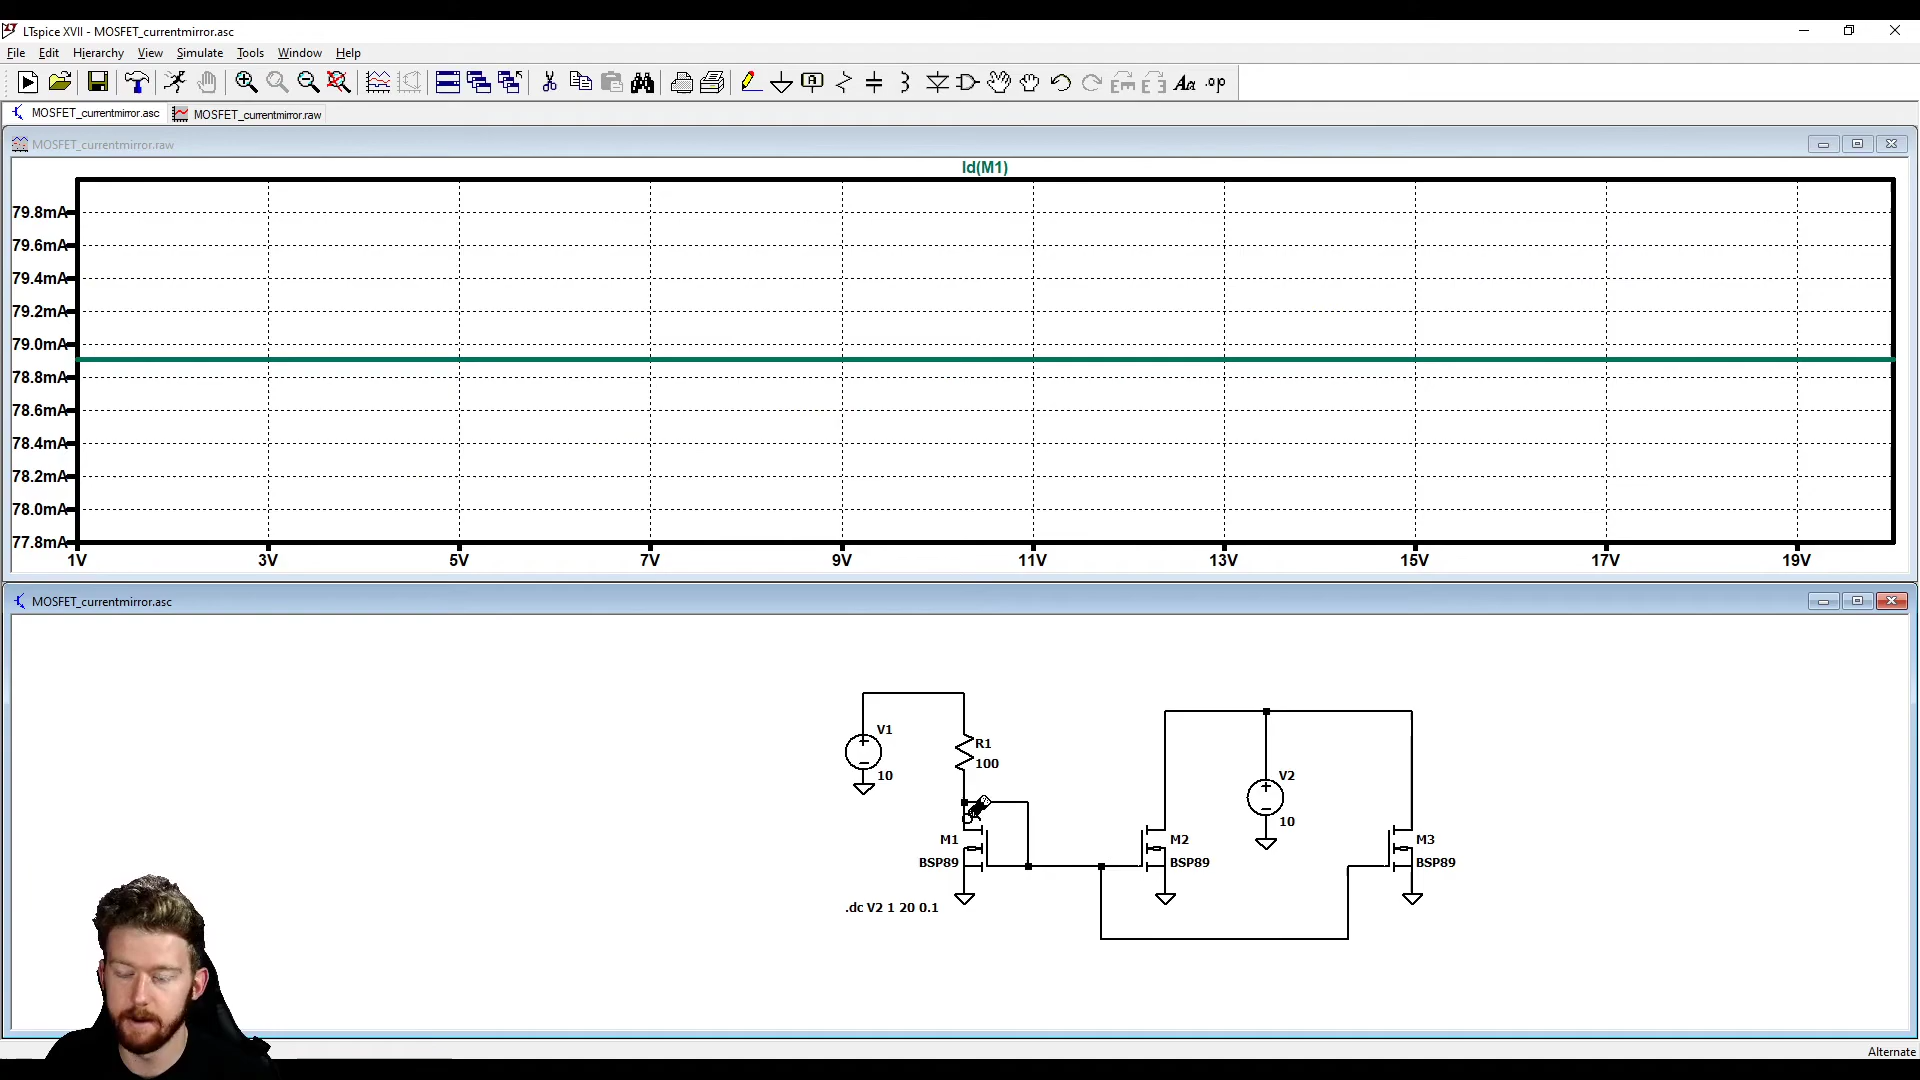 LTspice XVII - MOSFET_currentmirror.asc
File Edit Hierarchy View Simulate Tools Window Help
MOSFET_currentmirror.asc MOSFET_currentmirror.raw
MOSFET_currentmirror.raw
Id(M1)
79.8mA
79.6mA
79.4mA
79.2mA
79.0mA
78.8mA
78.6mA
78.4mA
78.2mA
78.0mA
77.8mA
1V 3V 5V 7V 9V 11V 13V 15V 17V 19V
MOSFET_currentmirror.asc
V1
10
R1
100
V2
10
M1
BSP89
M2
BSP89
M3
BSP89
.dc V2 1 20 0.1
Alternate